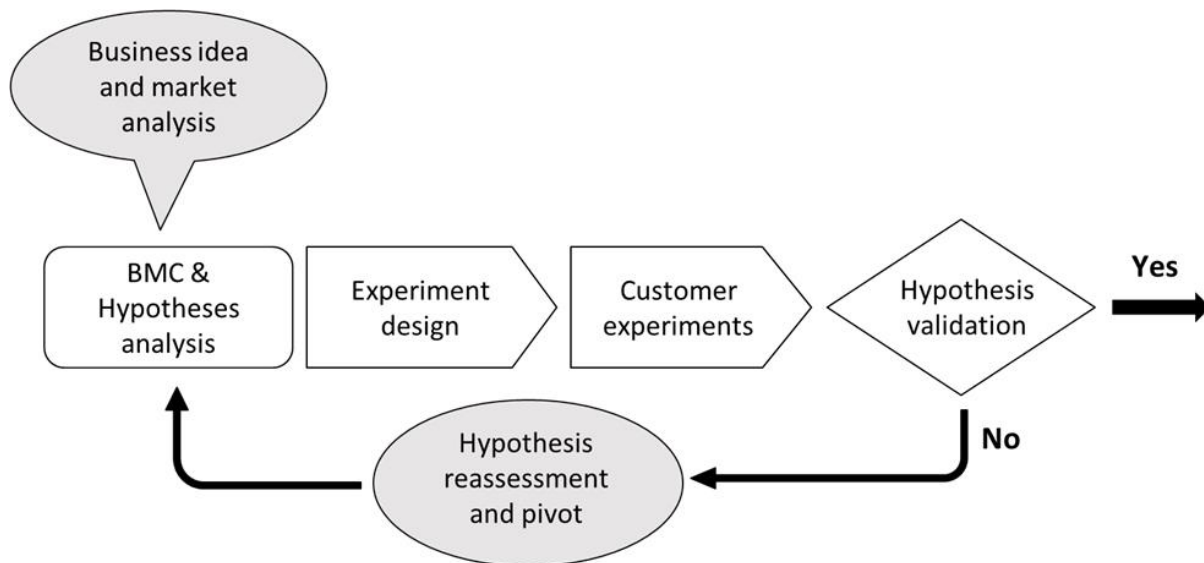 Business idea
and market
analysis
BMC &
Hypotheses
analysis
Experiment
design
Customer
experiments
Hypothesis
validation
Yes
No
Hypothesis
reassessment
and pivot